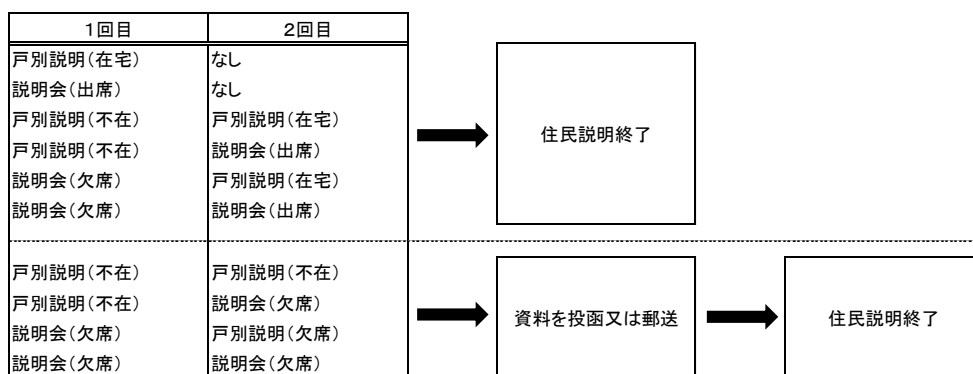 1回目 2回目
戸別説明(在宅) なし
説明会(出席) なし
戸別説明(不在) 戸別説明(在宅)
戸別説明(不在) 説明会(出席)
説明会(欠席) 戸別説明(在宅)
説明会(欠席) 説明会(出席)
住民説明終了
戸別説明(不在) 戸別説明(不在)
戸別説明(不在) 説明会(欠席)
説明会(欠席) 戸別説明(欠席)
説明会(欠席) 説明会(欠席)
資料を投函又は郵送
住民説明終了